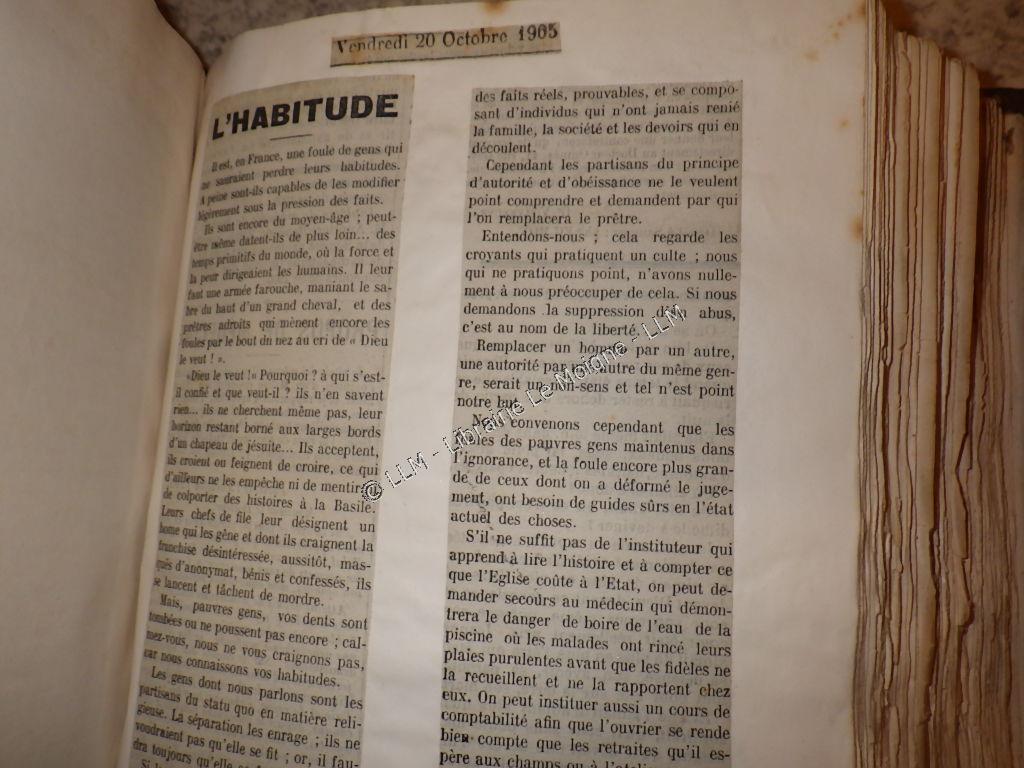 Vendredi 20 Octobre 1905
L'HABITUDE
Il est, en France, une foule de gens qui
ne sauraient perdre leurs habitudes.
A peine sont-ils capables de les modifier
légèrement sous la pression des faits.
Ils sont encore du moyen-âge ; peut-
être même datent-ils de plus loin... des
temps primitifs du monde, où la force et
la peur dirigeaient les humains. Il leur
faut une armée farouche, maniant le sa-
bre du haut d'un grand cheval, et des
prêtres adroits qui mènent encore les
foules par le bout du nez au cri de « Dieu
le veut ! ».
«Dieu le veut !» Pourquoi ? à qui s'est-
il confié et que veut-il ? ils n'en savent
rien... ils ne cherchent même pas, leur
horizon restant borné aux larges bords
d'un chapeau de jésuite... Ils acceptent,
ils croient ou feignent de croire, ce qui
d'ailleurs ne les empêche ni de mentir ni
de colporter des histoires à la Basile.
Leurs chefs de file leur désignent un
home qui les gêne et dont ils craignent la
franchise désintéressée, aussitôt, mas-
qués d'anonymat, bénis et confessés, ils
se lancent et tâchent de mordre.
Mais, pauvres gens, vos dents sont
tombées ou ne poussent pas encore ; cal-
mez-vous, nous ne vous craignons pas,
car nous connaissons vos habitudes.
Les gens dont nous parlons sont les
partisans du statu quo en matière reli-
gieuse. La séparation les enrage ; ils ne
voudraient pas qu'elle se fit ; or, il fau-
dra toujours qu'elle
des faits réels, prouvables, et se compo-
sant d'individus qui n'ont jamais renié
la famille, la société et les devoirs qui en
découlent.
Cependant les partisans du principe
d'autorité et d'obéissance ne le veulent
point comprendre et demandent par qui
l'on remplacera le prêtre.
Entendons-nous ; cela regarde les
croyants qui pratiquent un culte ; nous
qui ne pratiquons point, n'avons nulle-
ment à nous préoccuper de cela. Si nous
demandons la suppression d'un abus,
c'est au nom de la liberté.
Remplacer un homme par un autre,
une autorité par une autre du même gen-
re, serait un non-sens et tel n'est point
notre but.
Nous convenons cependant que les
foules des pauvres gens maintenus dans
l'ignorance, et la foule encore plus gran-
de de ceux dont on a déformé le juge-
ment, ont besoin de guides sûrs en l'état
actuel des choses.
S'il ne suffit pas de l'instituteur qui
apprend à lire l'histoire et à compter ce
que l'Eglise coûte à l'Etat, on peut de-
mander secours au médecin qui démon-
trera le danger de boire de l'eau de la
piscine où les malades ont rincé leurs
plaies purulentes avant que les fidèles ne
la recueillent et ne la rapportent chez
eux. On peut instituer aussi un cours de
comptabilité afin que l'ouvrier se rende
bien compte que les retraites qu'il es-
père aux champs ou à
© LLM - Librairie Le Moigne - LLM